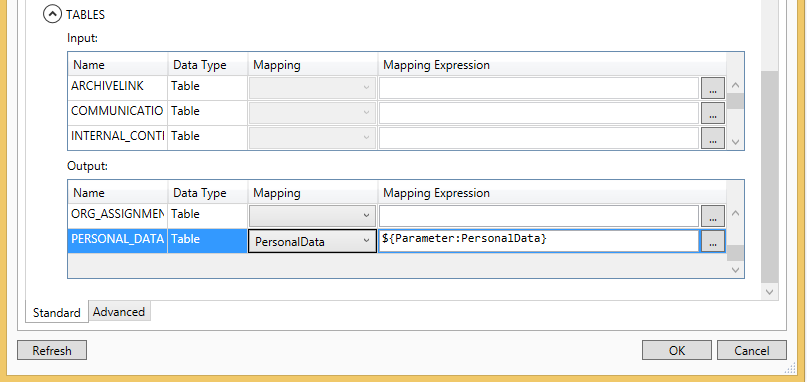 TABLES
Input:
Name Data Type Mapping Mapping Expression
ARCHIVELINK Table ...
COMMUNICATIO Table ...
INTERNAL_CONTI Table ...
Output:
Name Data Type Mapping Mapping Expression
ORG_ASSIGNMEN Table ...
PERSONAL_DATA Table PersonalData ${Parameter:PersonalData} ...
Standard Advanced
Refresh OK Cancel